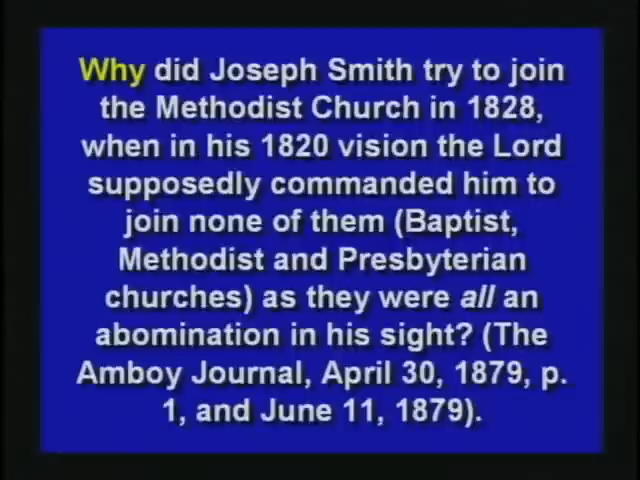 Why did Joseph Smith try to join
the Methodist Church in 1828,
when in his 1820 vision the Lord
supposedly commanded him to
join none of them (Baptist,
Methodist and Presbyterian
churches) as they were all an
abomination in his sight? (The
Amboy Journal, April 30, 1879, p.
1, and June 11, 1879).